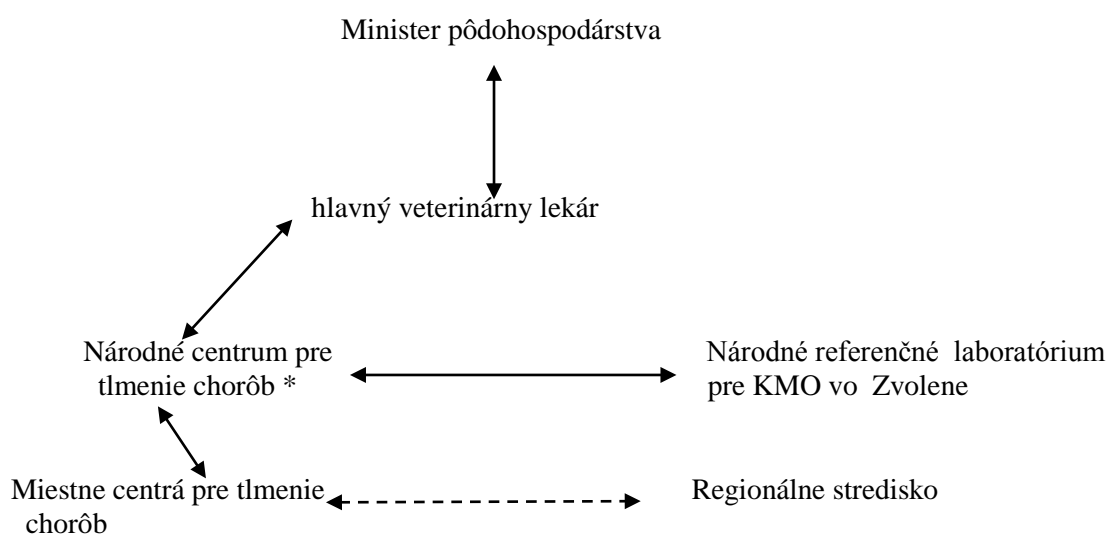 Minister pôdohospodárstva
hlavný veterinárny lekár
Národné centrum pre
tlmenie chorôb *
Národné referenčné laboratórium
pre KMO vo Zvolene
Miestne centrá pre tlmenie
chorôb
Regionálne stredisko